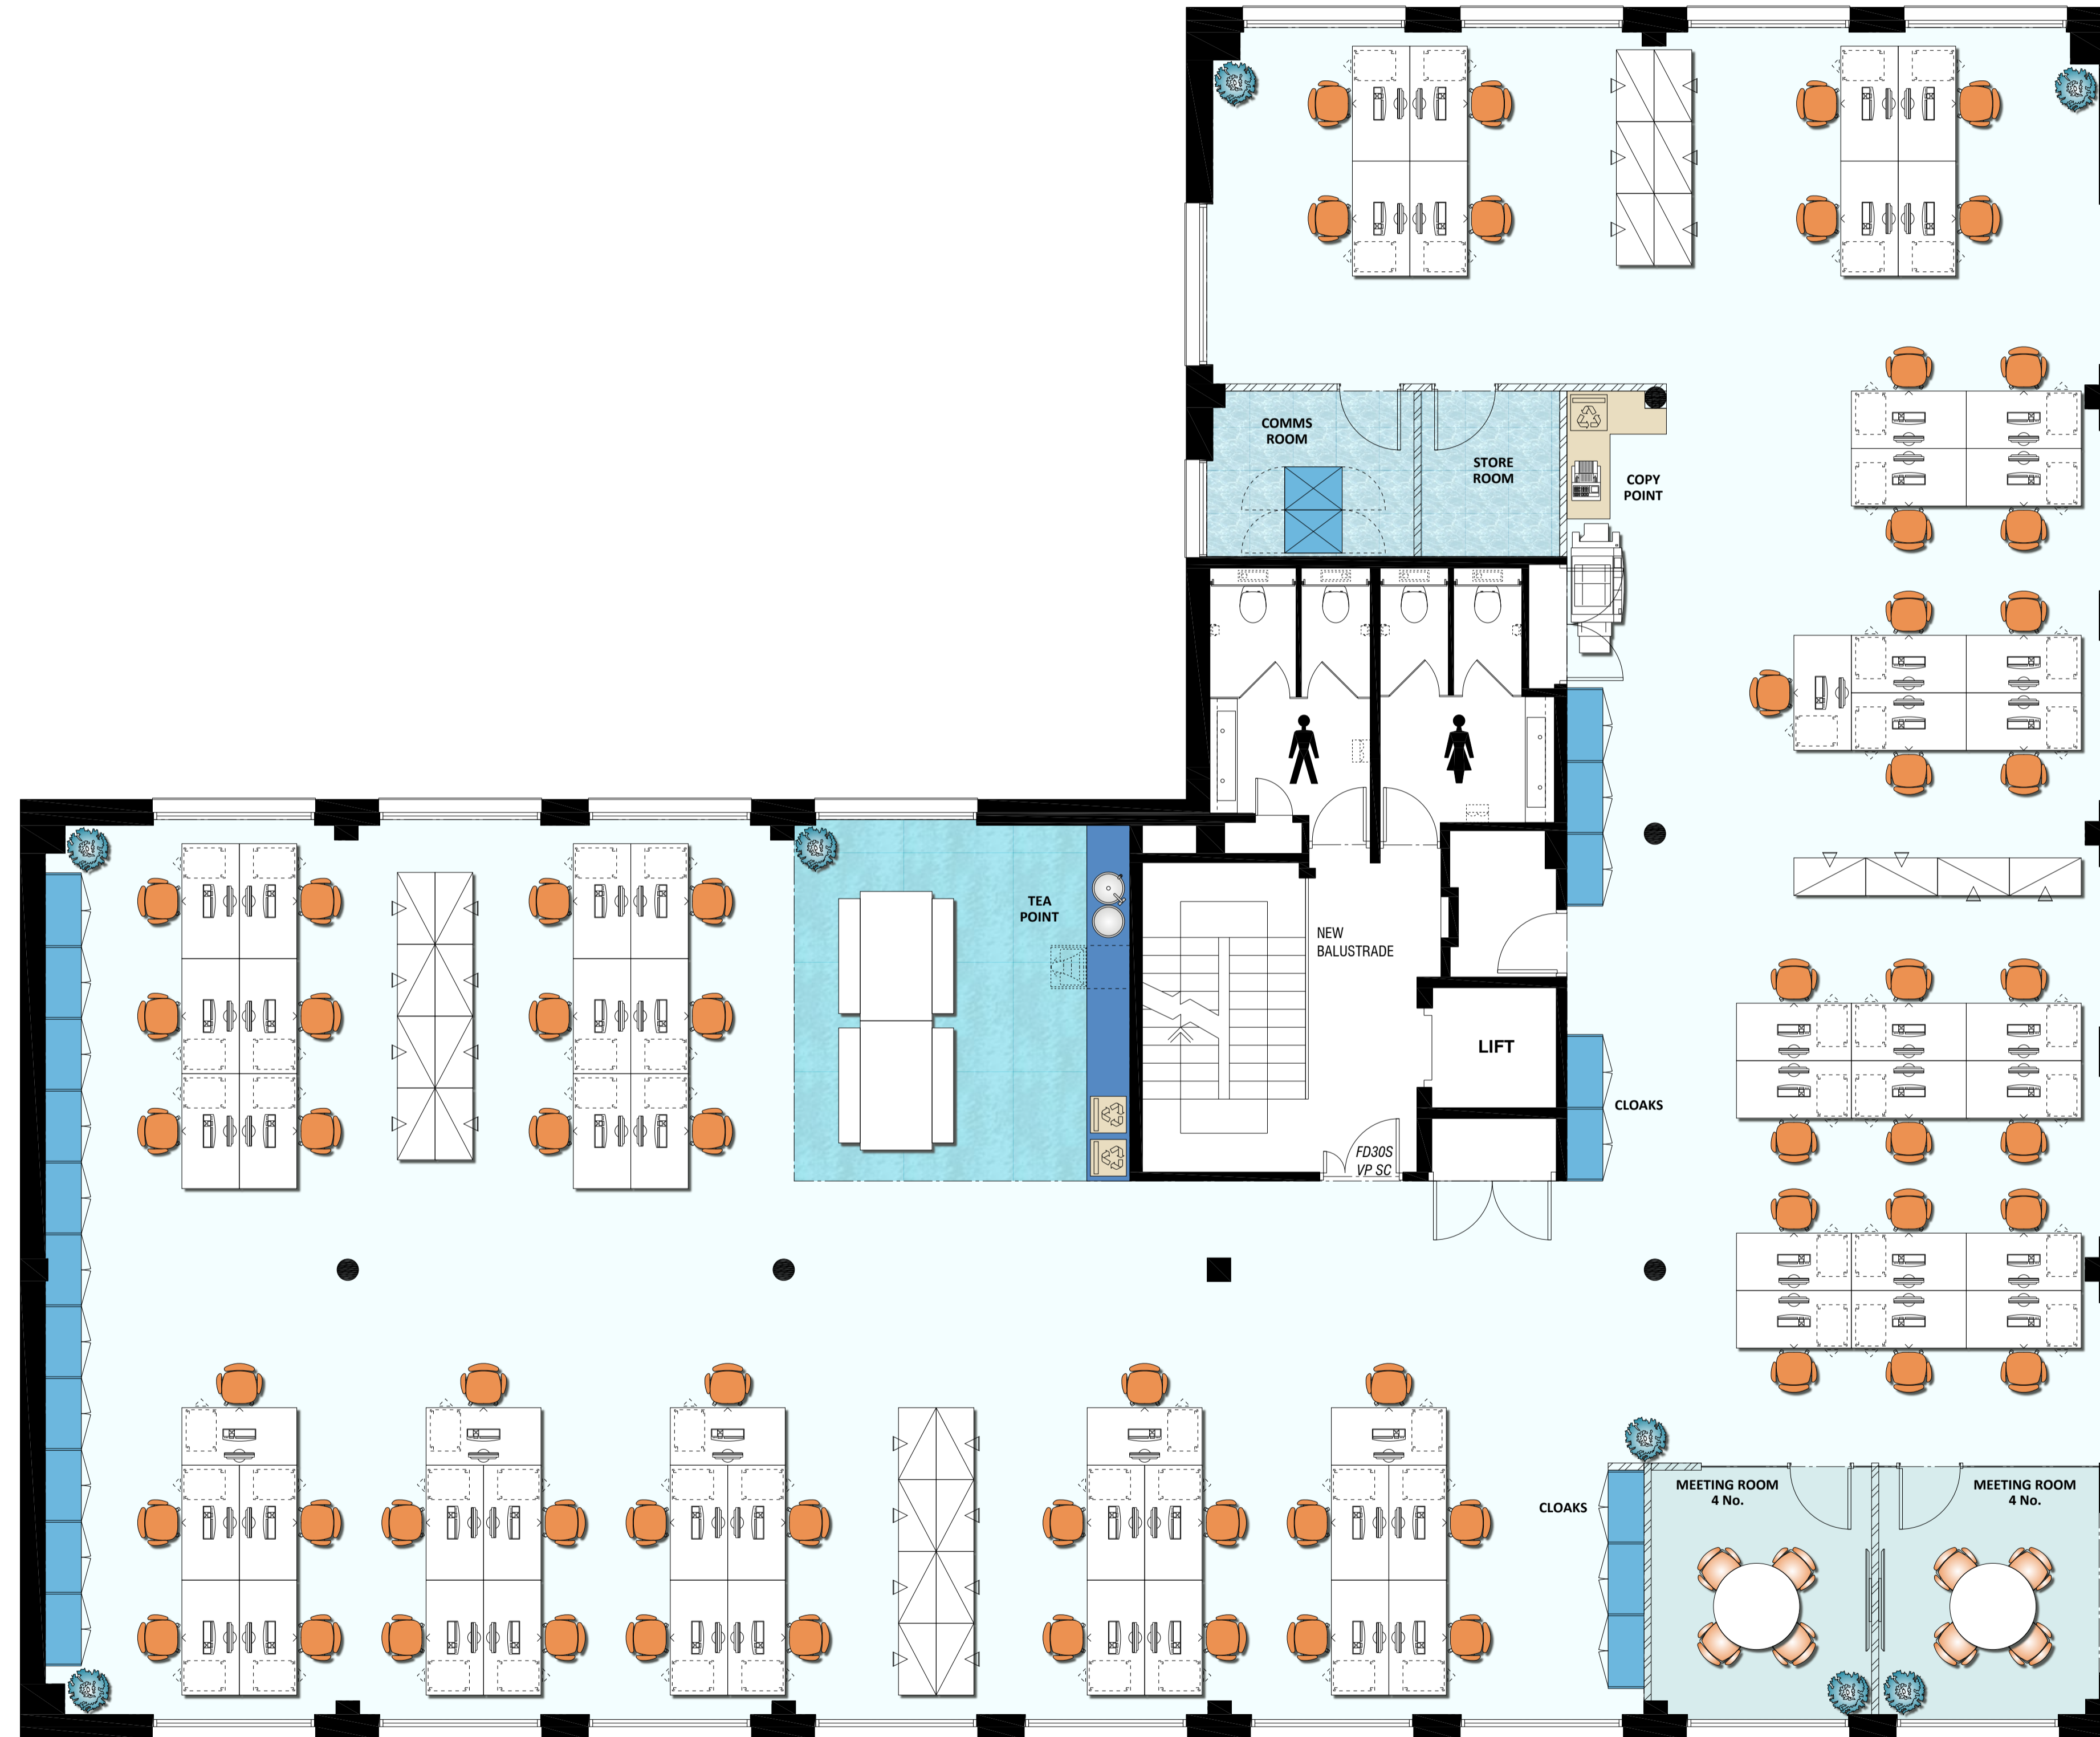 COMMS
ROOM
STORE
ROOM
COPY
POINT
TEA
POINT
NEW
BALUSTRADE
LIFT
CLOAKS
FD30S
VP SC
MEETING ROOM
4 No.
MEETING ROOM
4 No.
CLOAKS